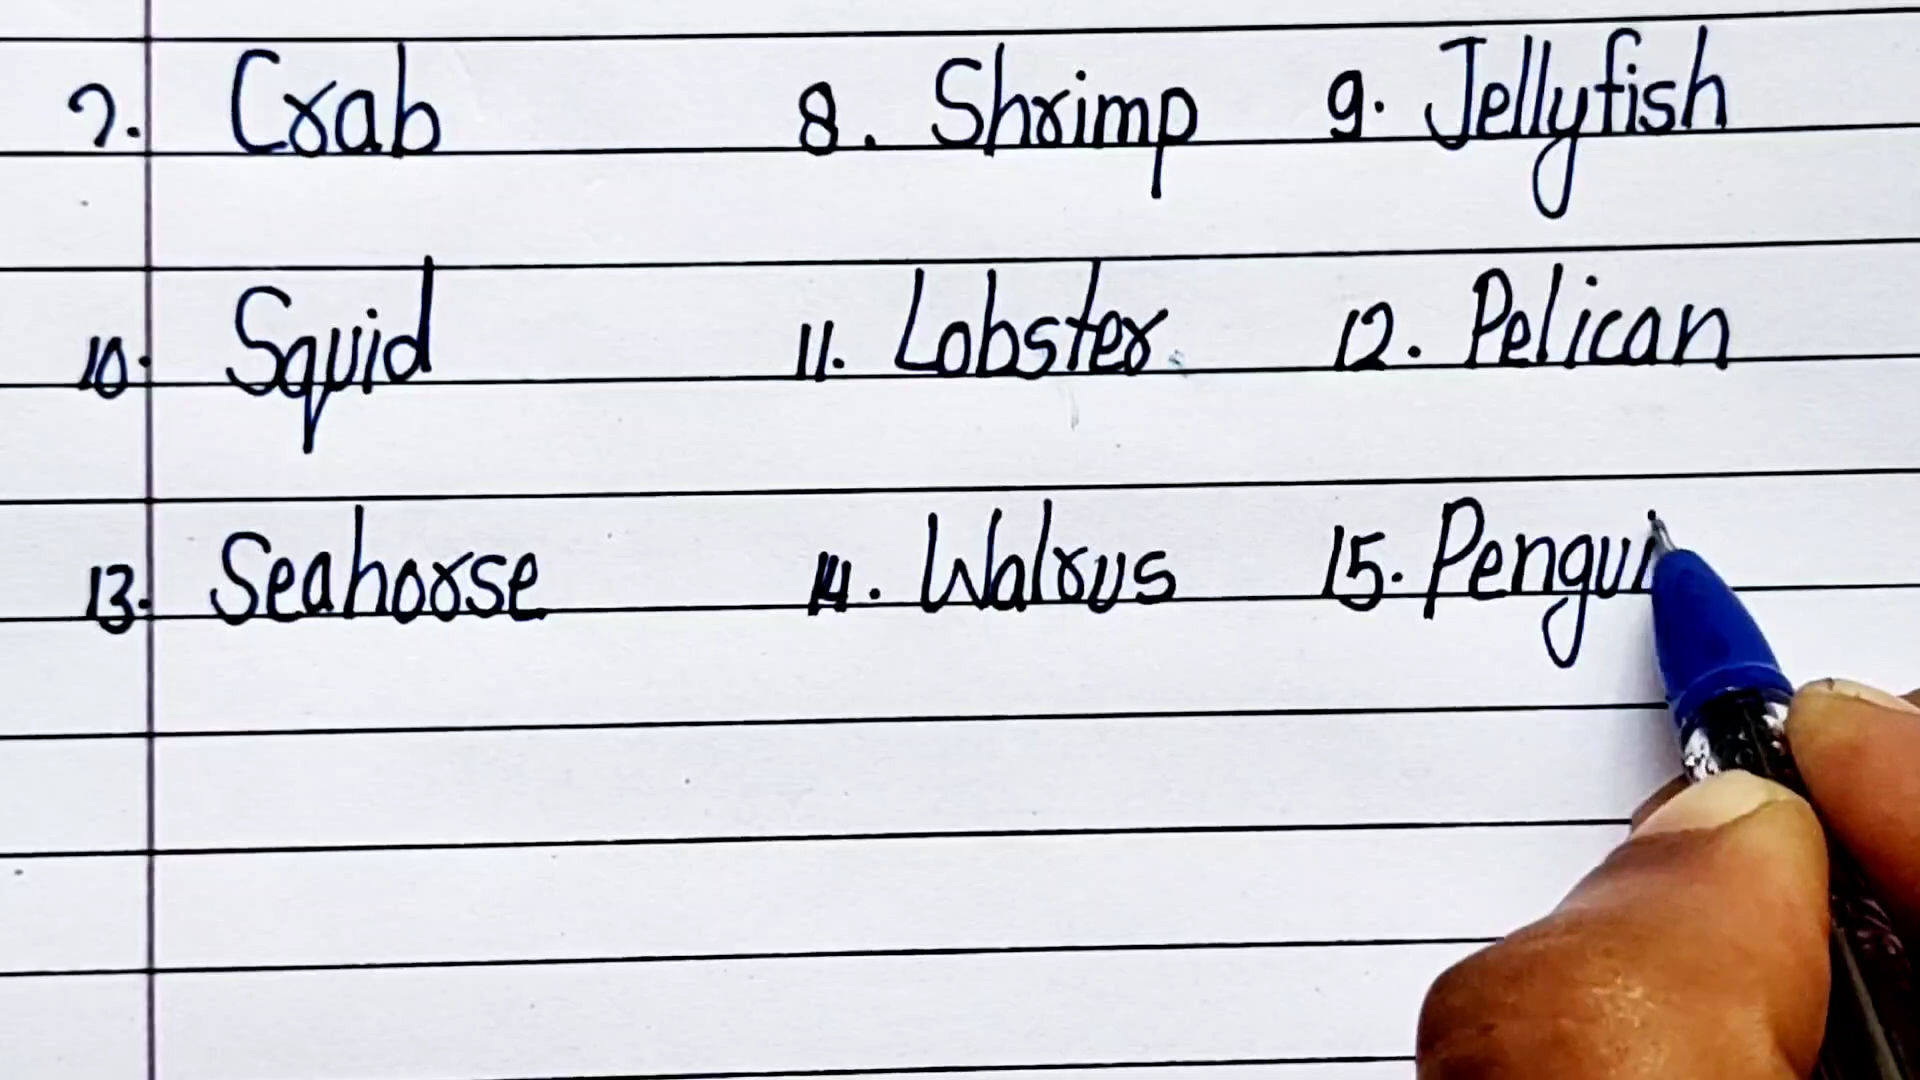 7. Crab 8. Shrimp 9. Jellyfish
10. Squid 11. Lobster 12. Pelican
13. Seahorse 14. Walrus 15. Pengui